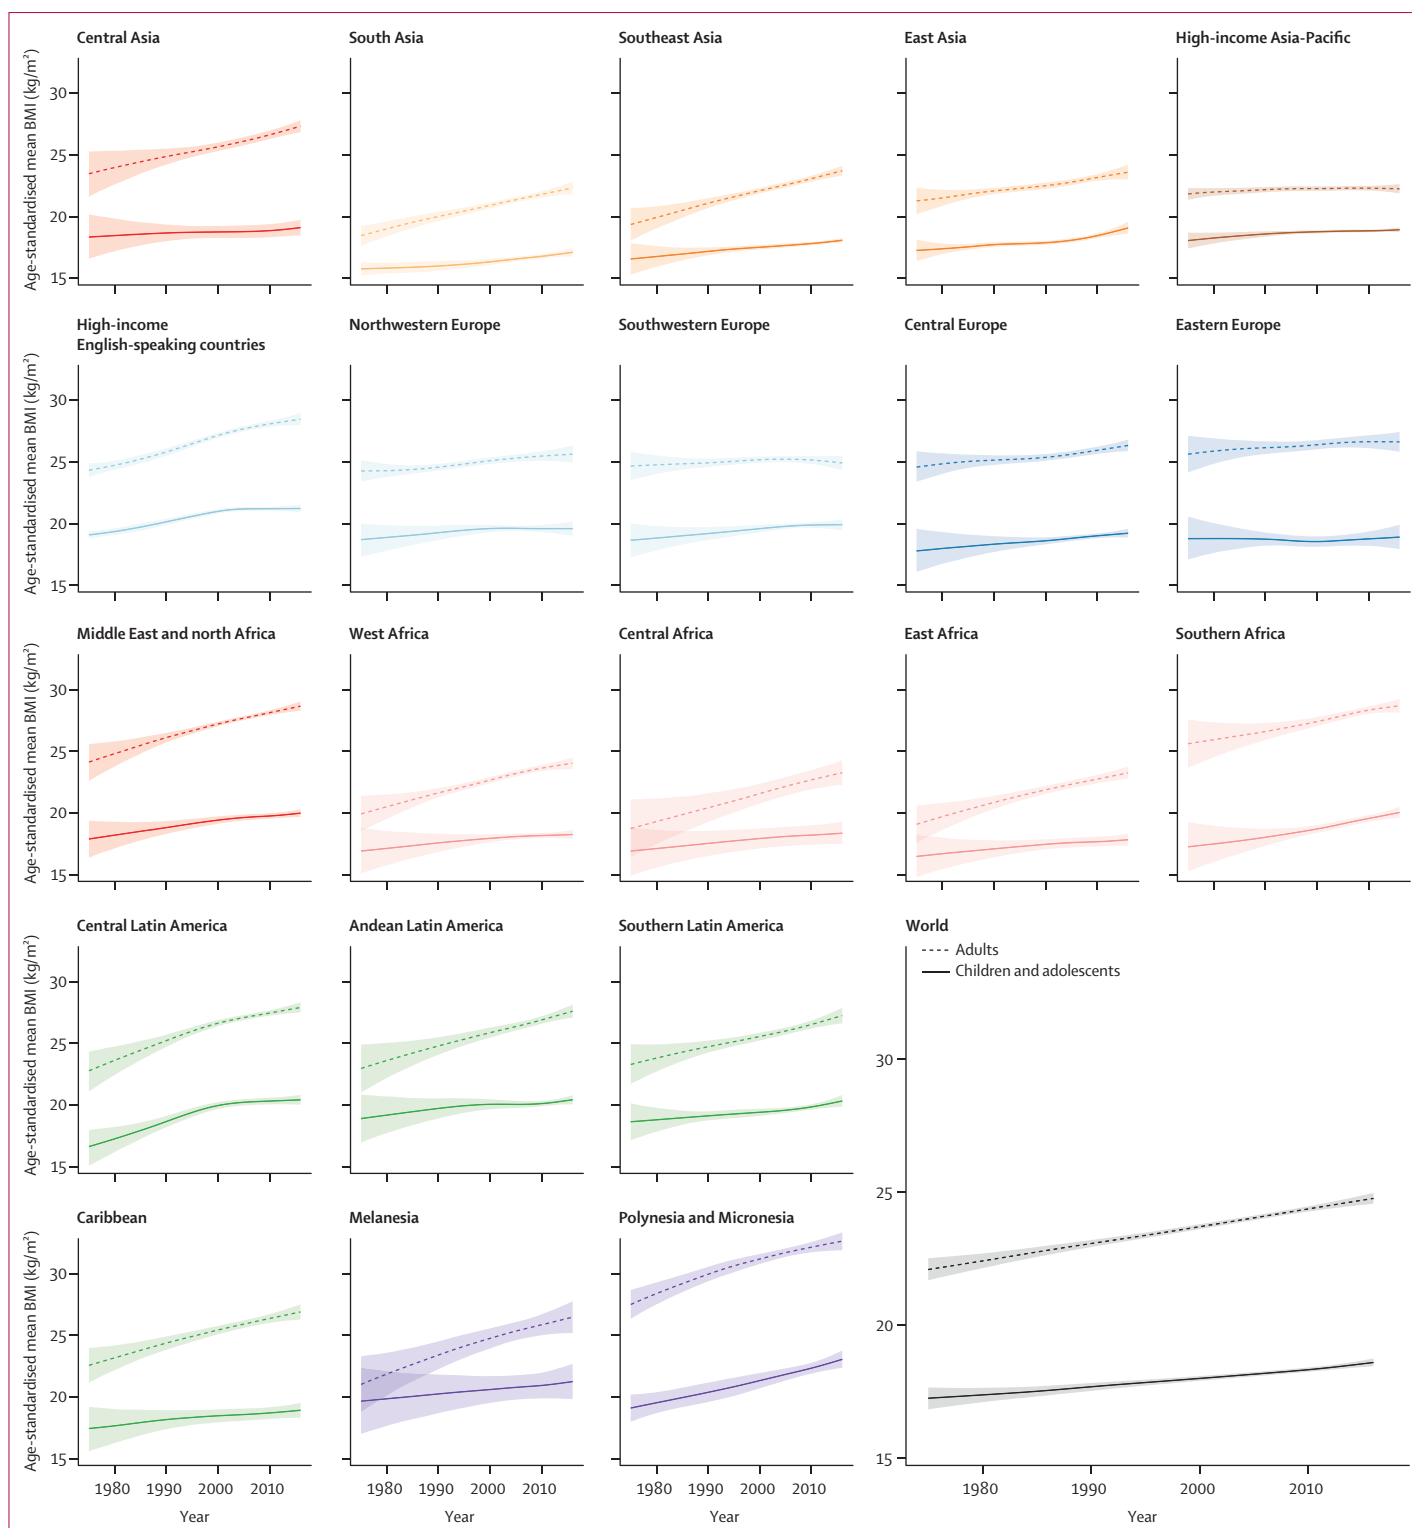 Central Asia
South Asia
Southeast Asia
East Asia
High-income Asia-Pacific
Age-standardised mean BMI (kg/m²)
30
25
20
15
High-income
English-speaking countries
Northwestern Europe
Southwestern Europe
Central Europe
Eastern Europe
Age-standardised mean BMI (kg/m²)
30
25
20
15
Middle East and north Africa
West Africa
Central Africa
East Africa
Southern Africa
Age-standardised mean BMI (kg/m²)
30
25
20
15
Central Latin America
Andean Latin America
Southern Latin America
World
Adults
Children and adolescents
Age-standardised mean BMI (kg/m²)
30
25
20
15
30
25
20
15
Caribbean
Melanesia
Polynesia and Micronesia
Age-standardised mean BMI (kg/m²)
30
25
20
15
1980 1990 2000 2010
Year
1980 1990 2000 2010
Year
1980 1990 2000 2010
Year
1980 1990 2000 2010
Year